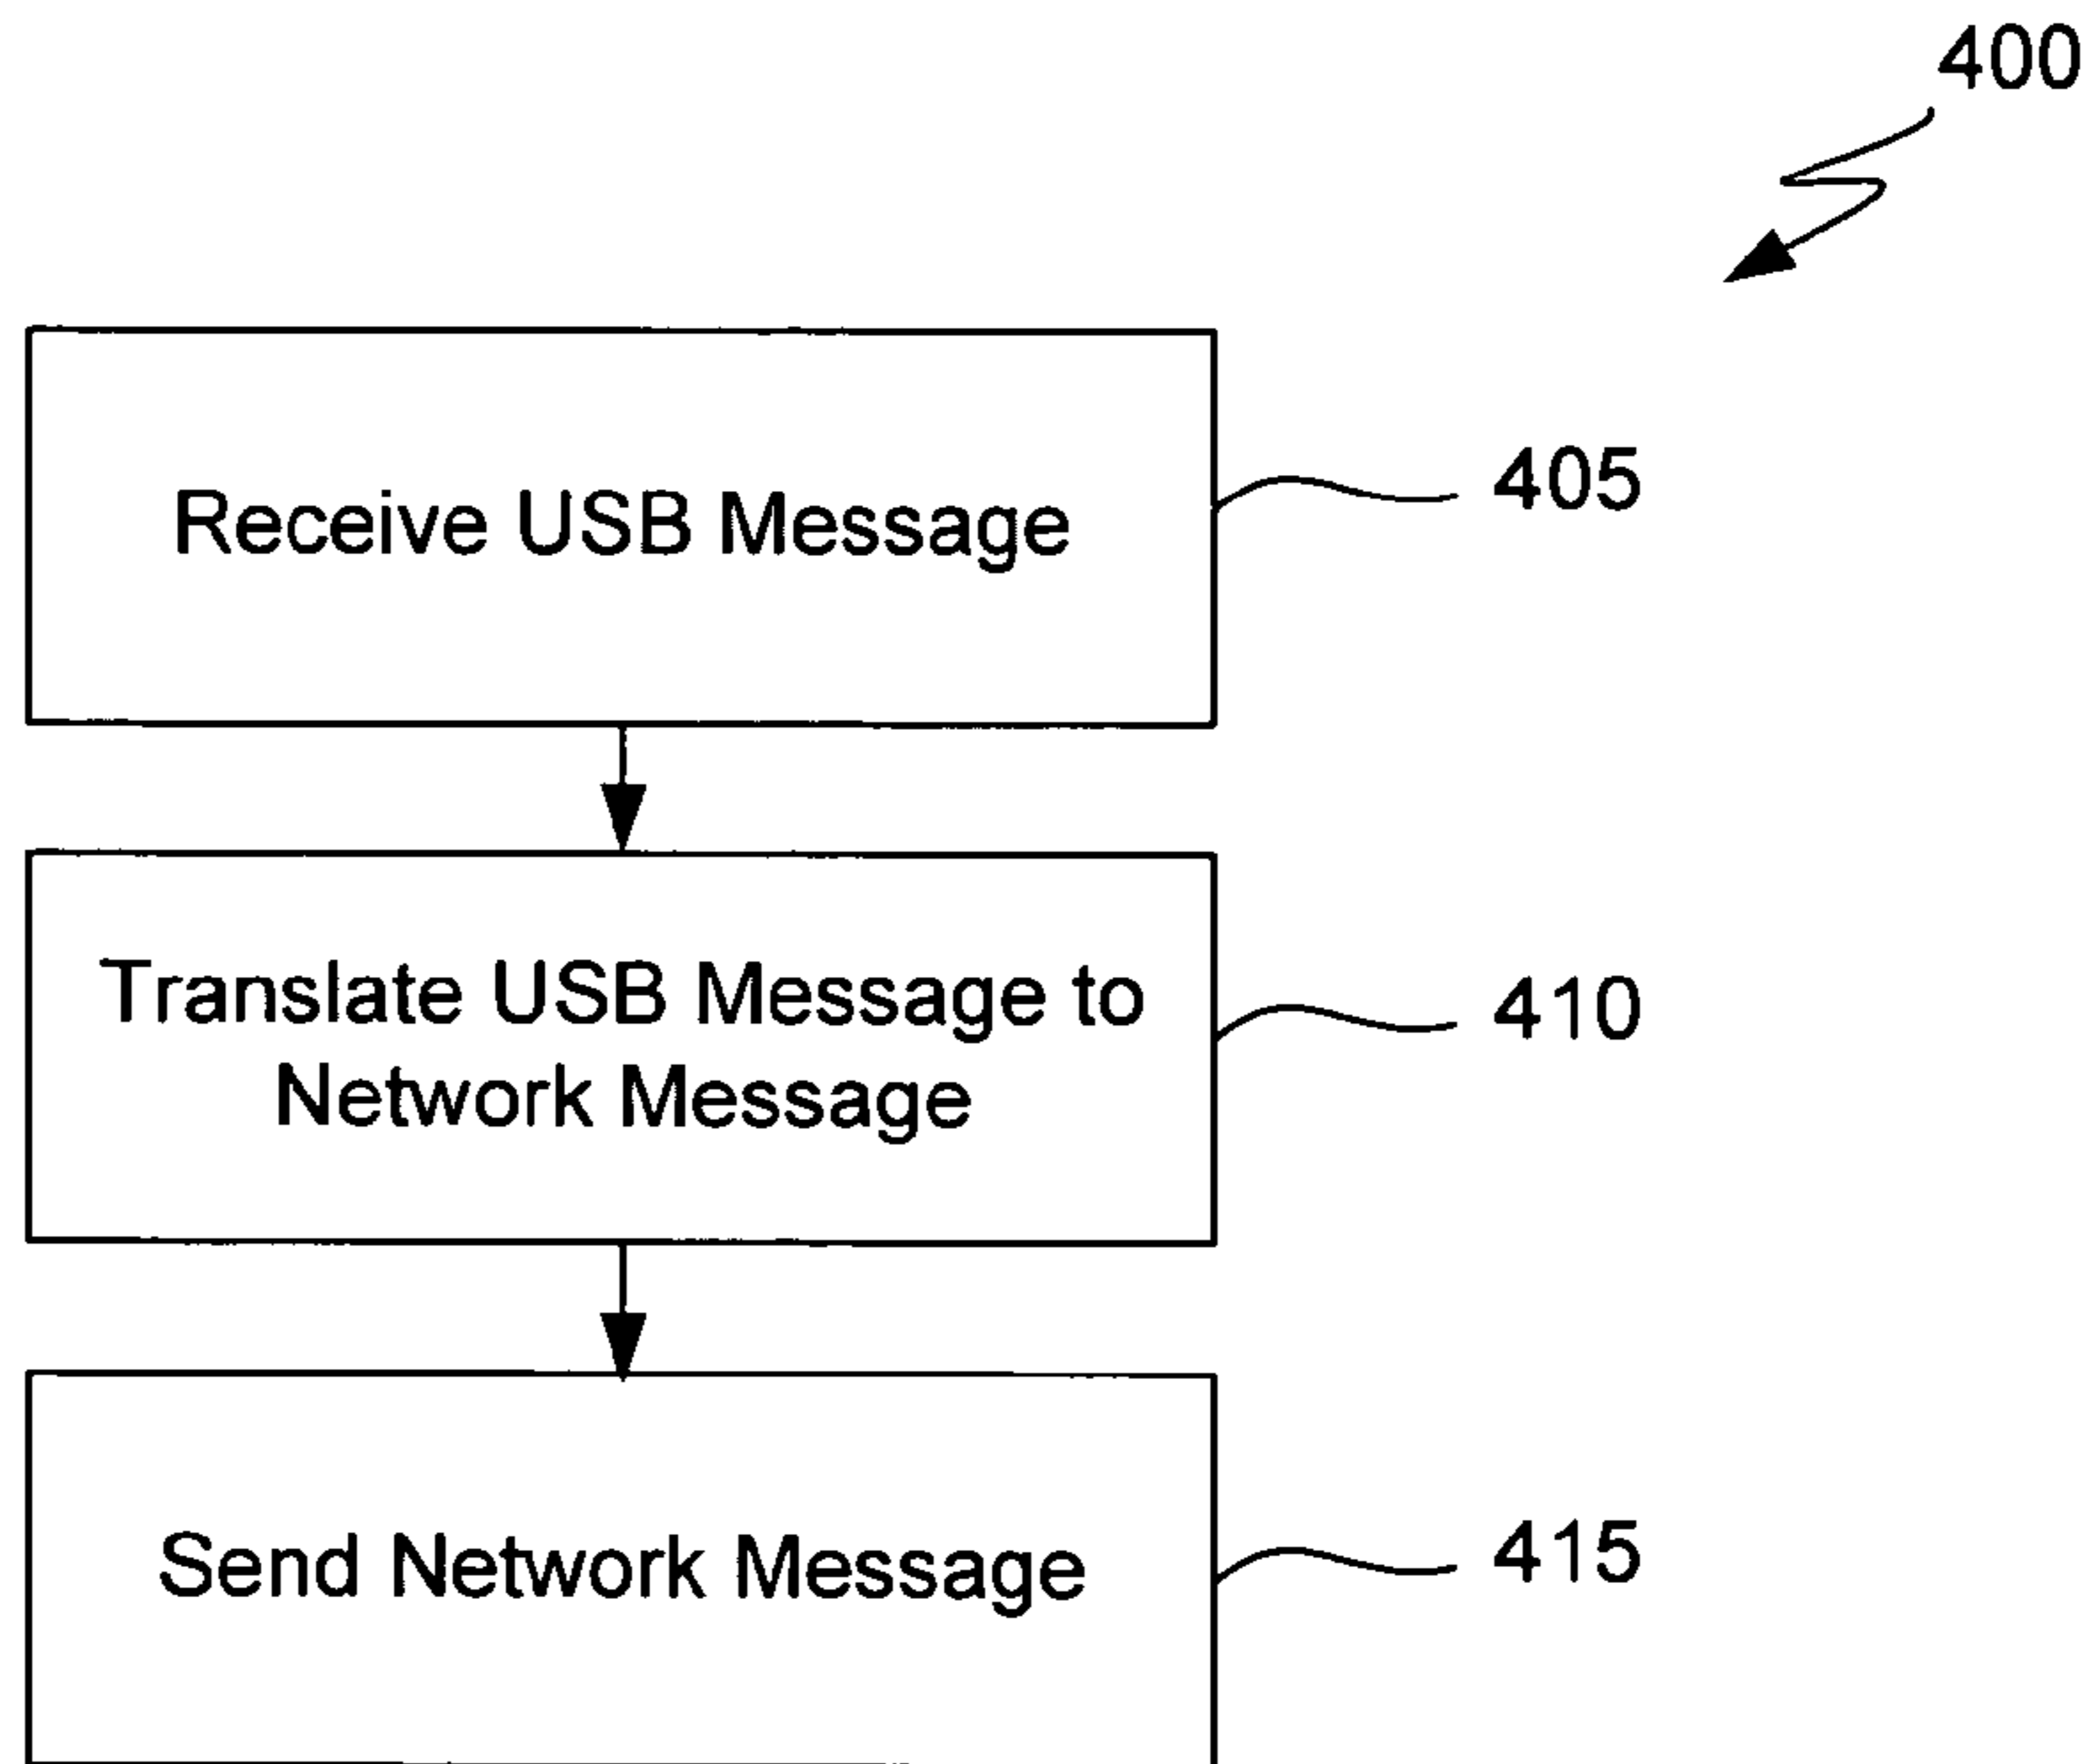 400
Receive USB Message
405
Translate USB Message to
Network Message
410
Send Network Message
415